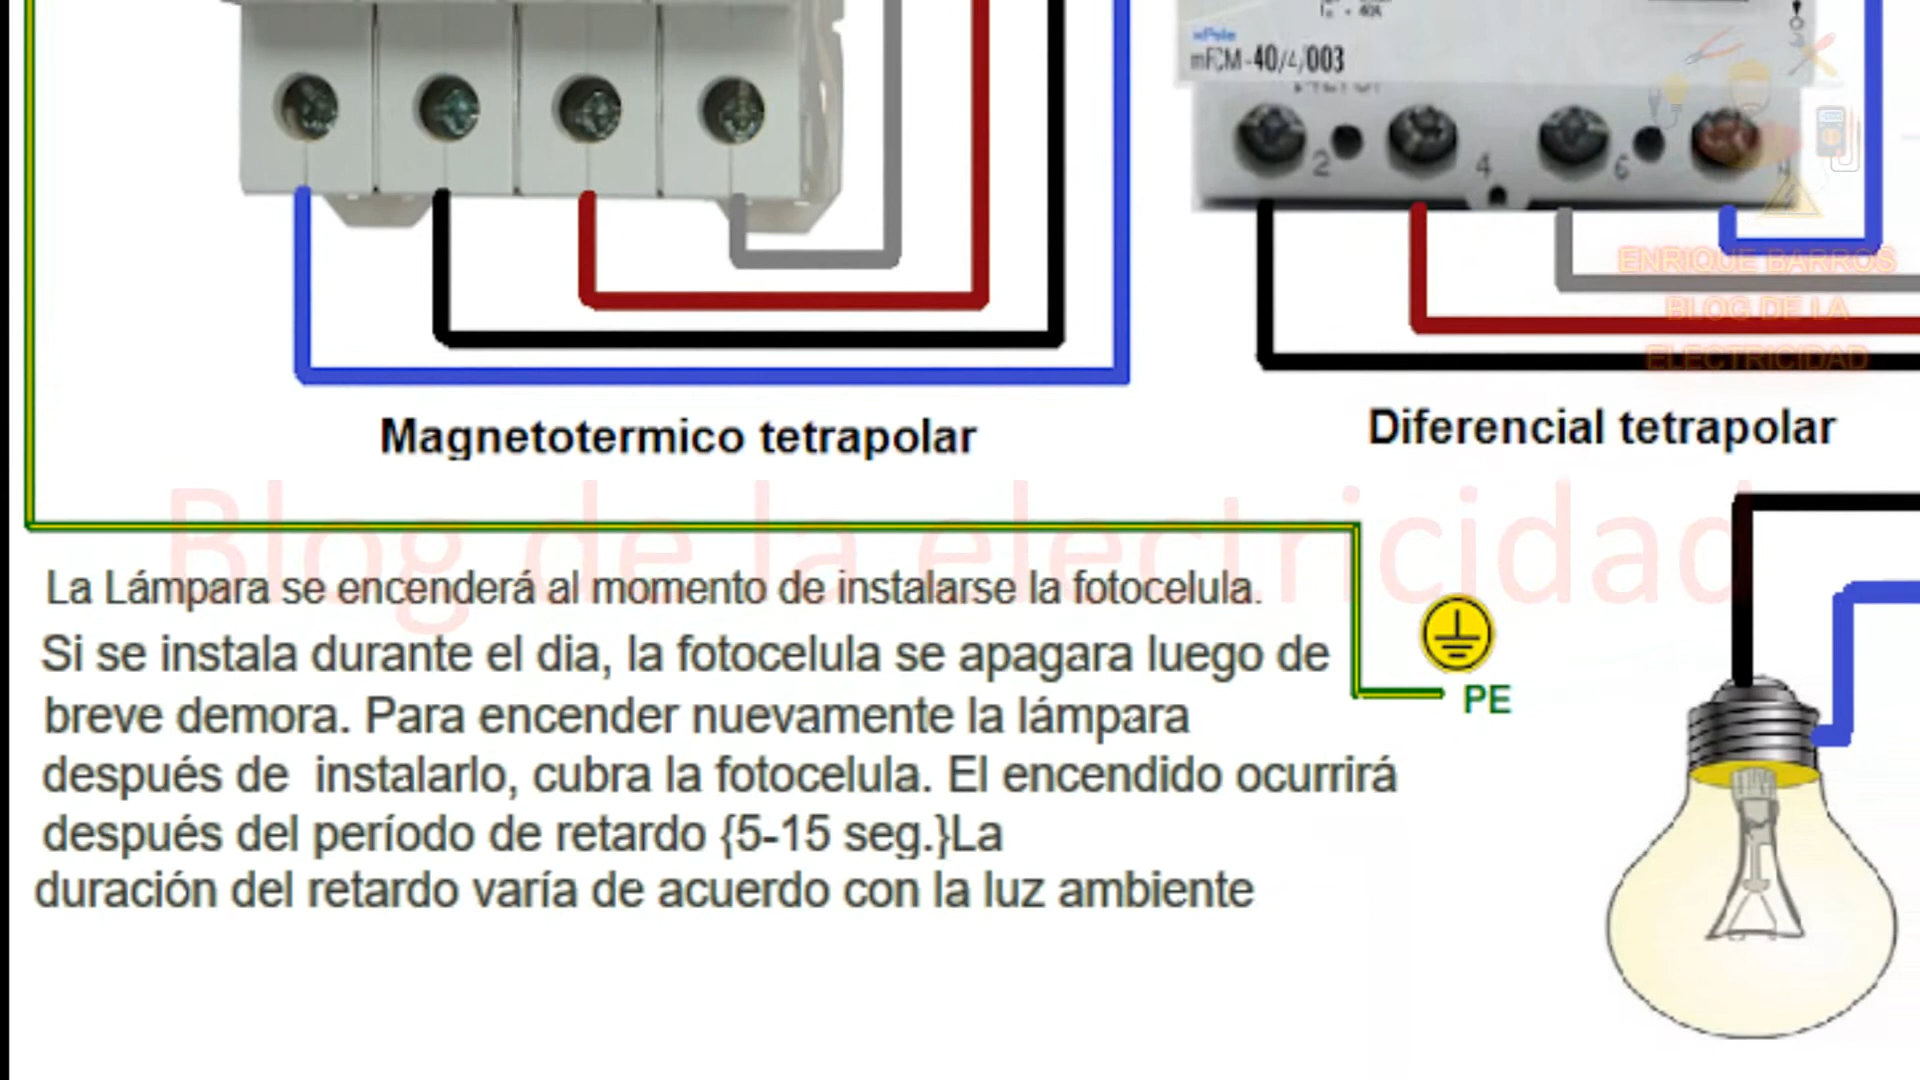 xPole
mFCM-40/4/003
2 4 6 N
ENRIQUE BARROS
BLOG DE LA
ELECTRICIDAD
Magnetotermico tetrapolar
Diferencial tetrapolar
Blog de la electricidad
La Lámpara se encenderá al momento de instalarse la fotocelula.
Si se instala durante el dia, la fotocelula se apagara luego de
breve demora. Para encender nuevamente la lámpara
después de instalarlo, cubra la fotocelula. El encendido ocurrirá
después del período de retardo {5-15 seg.}La
duración del retardo varía de acuerdo con la luz ambiente
PE